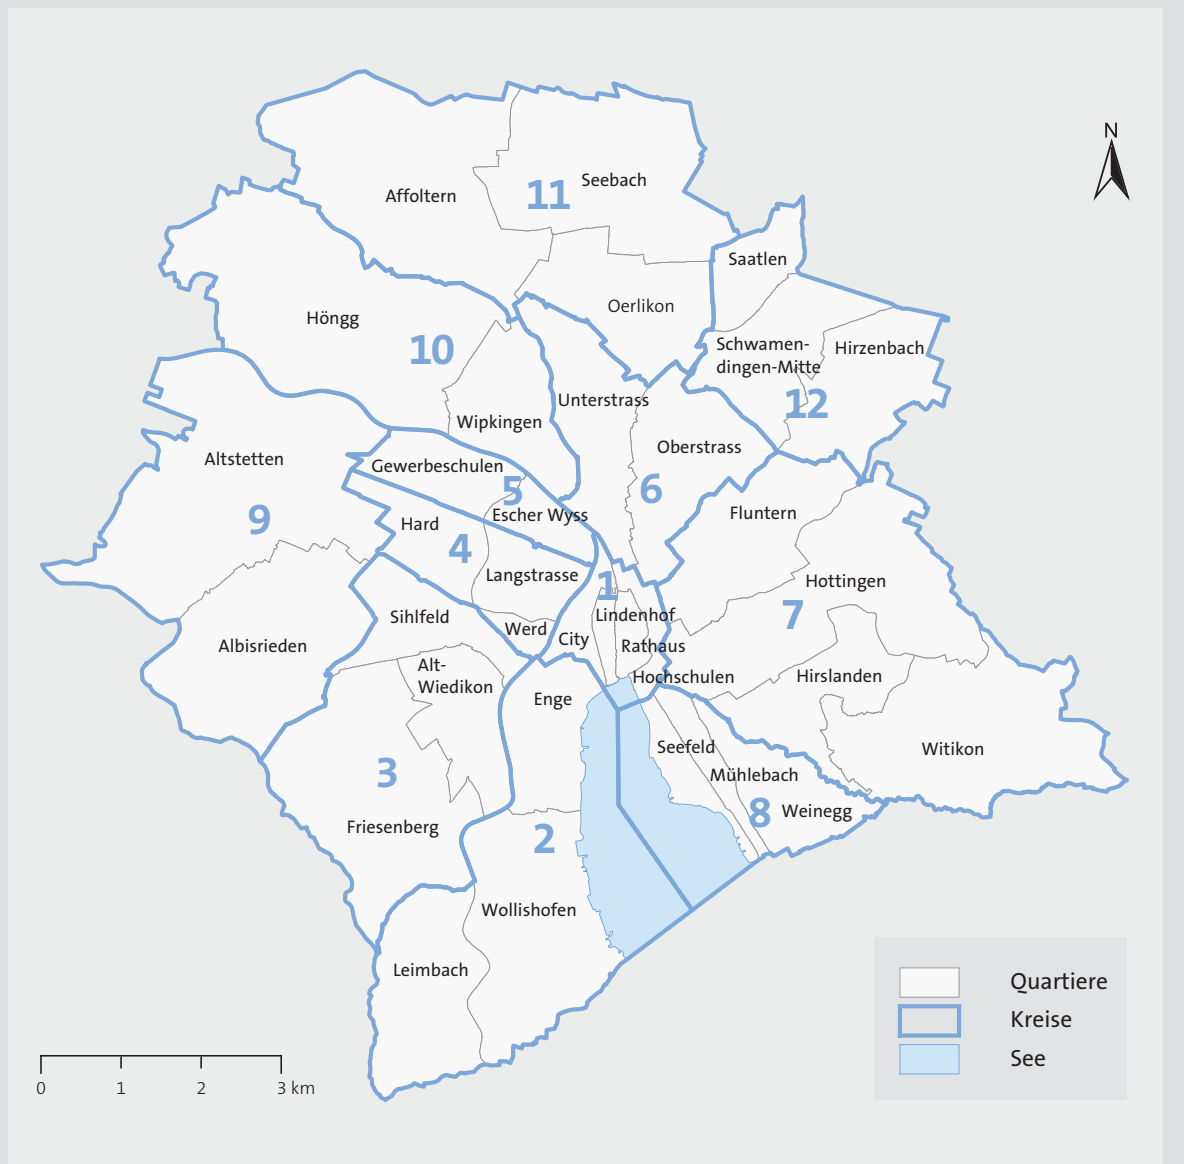 N
Affoltern
11
Seebach
Saatlen
Oerlikon
Höngg
10
Schwamen-
dingen-Mitte
Hirzenbach
12
Unterstrass
Wipkingen
Oberstrass
Altstetten
Gewerbeschulen
5
6
9
Escher Wyss
Fluntern
Hard
4
Langstrasse
1
Hottingen
7
Sihlfeld
Lindenhof
Werd
City
Rathaus
Albisrieden
Alt-
Wiedikon
Hochschulen
Hirslanden
Enge
Seefeld
Witikon
3
Mühlebach
8
Weinegg
Friesenberg
2
Wollishofen
Leimbach
Quartiere
Kreise
See
0 1 2 3 km